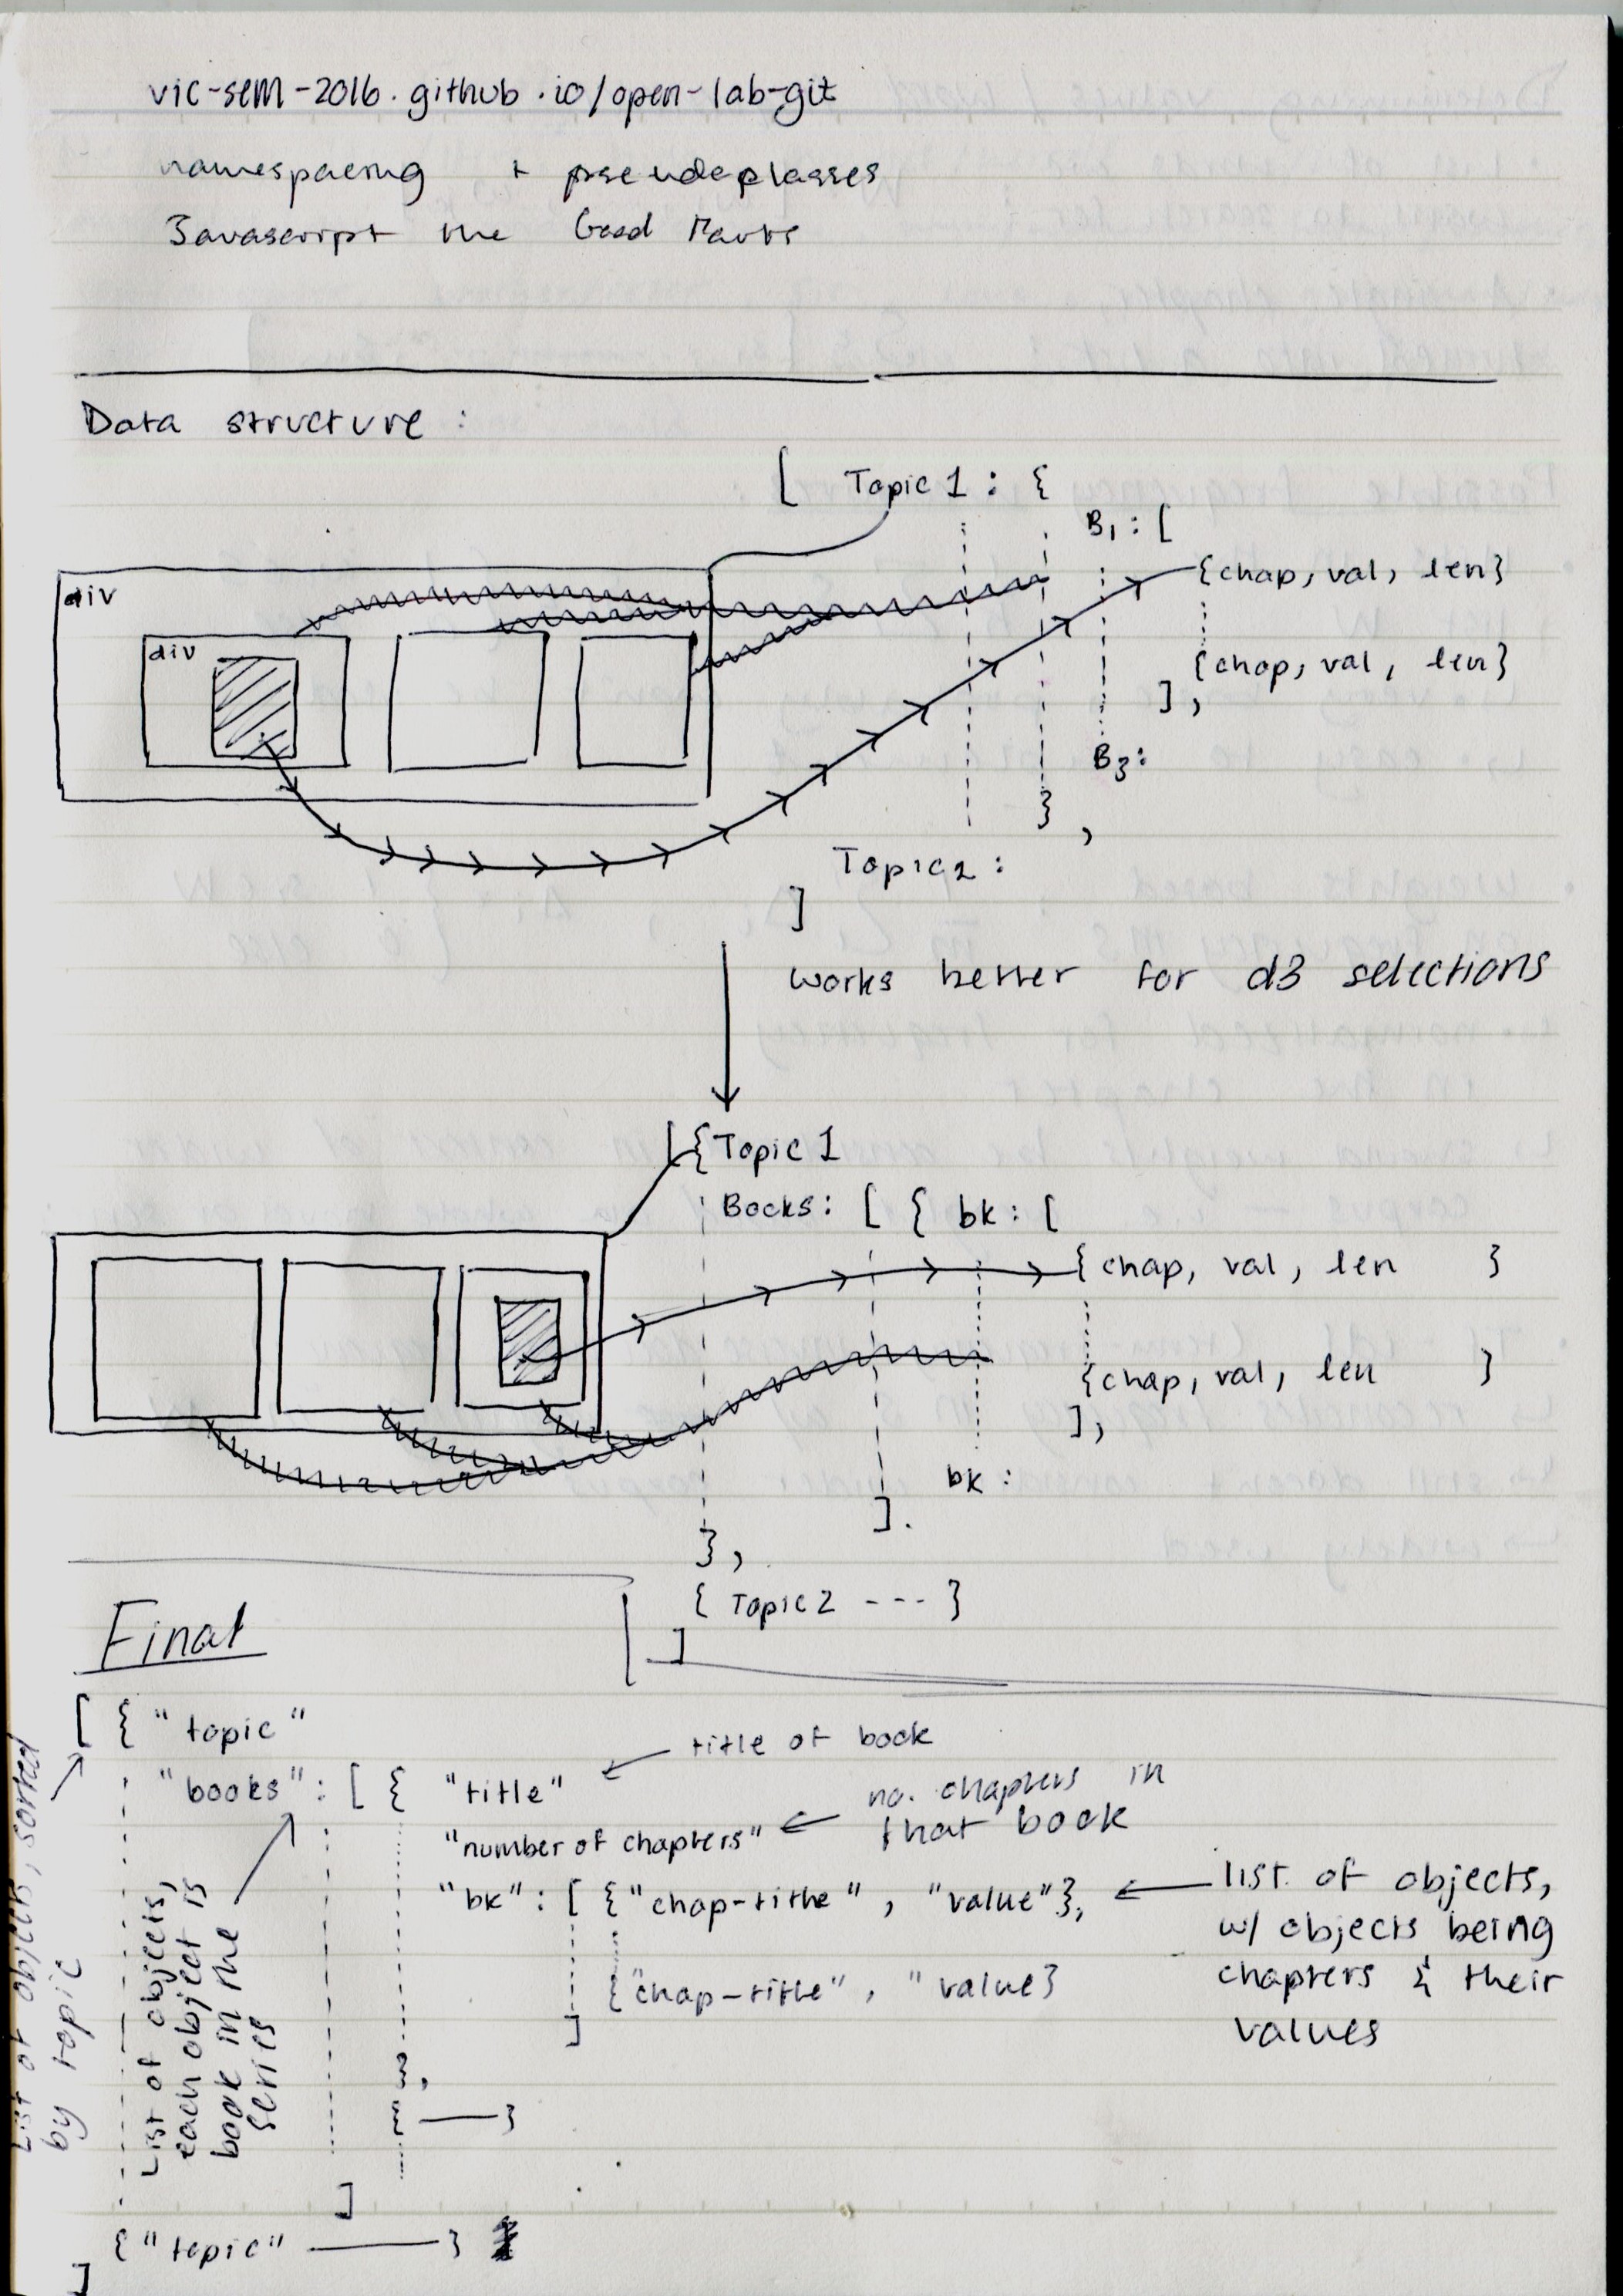 vic-sem-2016.github.io/open-lab-git
namespacing + pseudoclasses
Javascript the Good Parts
Data structure :
[ Topic 1 : {
B1 : [
{chap, val, len}
{chap, val, len}
],
B3:
},
Topic 2 :
]
div
div
works better for d3 selections
[{Topic 1
Books: [ { bk: [
{chap, val, len }
{chap, val, len }
],
bk :
].
},
{ Topic 2 --- }
]
Final
[ { "topic"
"books" : [ { "title"
title of book
"number of chapters"
no. chapters in
that book
"bk" : [ {"chap-title" , "value"},
{"chap-title" , "value}
]
list of objects,
w/ objects being
chapters & their
values
},
{ — }
]
{ "topic" — }
]
List of objects, sorted
by topic
List of objects,
each object is
book in the
series